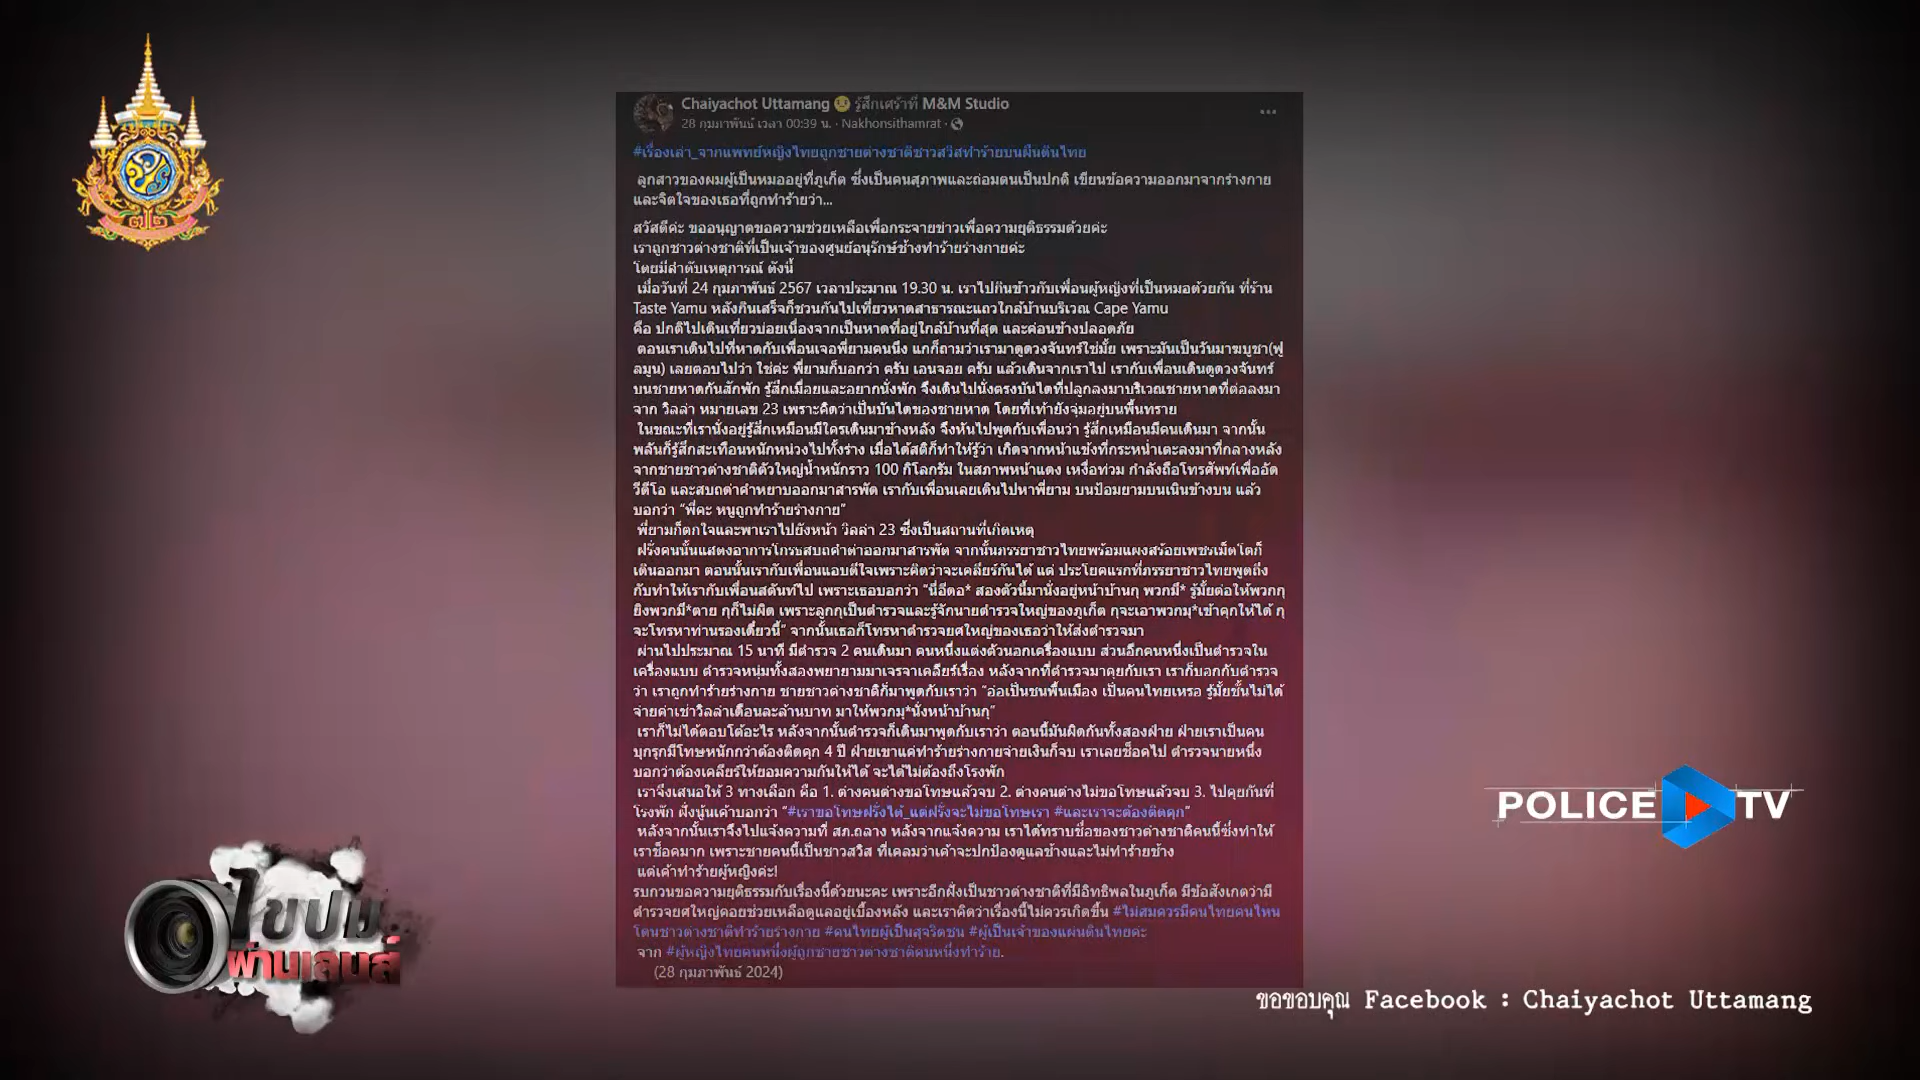 Chaiyachot Uttamang 😥 รู้สึกเศร้าที่ M&M Studio
28 กุมภาพันธ์ เวลา 00:39 น. · Nakhonsithamrat ·
#เรื่องเล่า_จากแพทย์หญิงไทยถูกชายต่างชาติชาวสวิสทำร้ายบนผืนดินไทย
ลูกสาวของผมผู้เป็นหมออยู่ที่ภูเก็ต ซึ่งเป็นคนสุภาพและถ่อมตนเป็นปกติ เขียนข้อความออกมาจากร่างกาย
และจิตใจของเธอที่ถูกทำร้ายว่า...
สวัสดีค่ะ ขออนุญาตขอความช่วยเหลือเพื่อกระจายข่าวเพื่อความยุติธรรมด้วยค่ะ
เราถูกชาวต่างชาติที่เป็นเจ้าของศูนย์อนุรักษ์ช้างทำร้ายร่างกายค่ะ
โดยมีลำดับเหตุการณ์ ดังนี้
เมื่อวันที่ 24 กุมภาพันธ์ 2567 เวลาประมาณ 19.30 น. เราไปกินข้าวกับเพื่อนผู้หญิงที่เป็นหมอด้วยกัน ที่ร้าน
Taste Yamu หลังกินเสร็จก็ชวนกันไปเที่ยวหาดสาธารณะแถวใกล้บ้านบริเวณ Cape Yamu
คือ ปกติไปเดินเที่ยวบ่อยเนื่องจากเป็นหาดที่อยู่ใกล้บ้านที่สุด และค่อนข้างปลอดภัย
ตอนเราเดินไปที่หาดกับเพื่อนเจอพี่ยามคนนึง แกก็ถามว่าเรามาดูดวงจันทร์ใช่มั้ย เพราะมันเป็นวันมาฆบูชา(ฟู
ลมูน) เลยตอบไปว่า ใช่ค่ะ พี่ยามก็บอกว่า ครับ เอนจอย ครับ แล้วเดินจากเราไป เรากับเพื่อนเดินดูดวงจันทร์
บนชายหาดกันสักพัก รู้สึกเมื่อยและอยากนั่งพัก จึงเดินไปนั่งตรงบันไดที่ปลูกลงมาบริเวณชายหาดที่ต่อลงมา
จาก วิลล่า หมายเลข 23 เพราะคิดว่าเป็นบันไดของชายหาด โดยที่เท้ายังจุ่มอยู่บนพื้นทราย
ในขณะที่เรานั่งอยู่รู้สึกเหมือนมีใครเดินมาข้างหลัง จึงหันไปพูดกับเพื่อนว่า รู้สึกเหมือนมีคนเดินมา จากนั้น
พลันก็รู้สึกสะเทือนหนักหน่วงไปทั้งร่าง เมื่อได้สติก็ทำให้รู้ว่า เกิดจากหน้าแข้งที่กระหน่ำเตะลงมาที่กลางหลัง
จากชายชาวต่างชาติตัวใหญ่น้ำหนักราว 100 กิโลกรัม ในสภาพหน้าแดง เหงื่อท่วม กำลังถือโทรศัพท์เพื่ออัด
วีดีโอ และสบถด่าคำหยาบออกมาสารพัด เรากับเพื่อนเลยเดินไปหาพี่ยาม บนป้อมยามบนเนินข้างบน แล้ว
บอกว่า "พี่คะ หนูถูกทำร้ายร่างกาย"
พี่ยามก็ตกใจและพาเราไปยังหน้า วิลล่า 23 ซึ่งเป็นสถานที่เกิดเหตุ
ฝรั่งคนนั้นแสดงอาการโกรธสบถคำด่าออกมาสารพัด จากนั้นภรรยาชาวไทยพร้อมแผงสร้อยเพชรเม็ดโตก็
เดินออกมา ตอนนั้นเรากับเพื่อนแอบดีใจเพราะคิดว่าจะเคลียร์กันได้ แต่ ประโยคแรกที่ภรรยาชาวไทยพูดถึง
กับทำให้เรากับเพื่อนสตั๊นท์ไป เพราะเธอบอกว่า "นี่อีดอ* สองตัวนี้มานั่งอยู่หน้าบ้านกุ พวกมึ* รู้มั้ยต่อให้พวกกุ
ยิงพวกมึ*ตาย กุก็ไม่ผิด เพราะลูกกุเป็นตำรวจและรู้จักนายตำรวจใหญ่ของภูเก็ต กุจะเอาพวกมุ*เข้าคุกให้ได้ กุ
จะโทรหาท่านรองเดี๋ยวนี้" จากนั้นเธอก็โทรหาตำรวจยศใหญ่ของเธอว่าให้ส่งตำรวจมา
ผ่านไปประมาณ 15 นาที มีตำรวจ 2 คนเดินมา คนหนึ่งแต่งตัวนอกเครื่องแบบ ส่วนอีกคนหนึ่งเป็นตำรวจใน
เครื่องแบบ ตำรวจหนุ่มทั้งสองพยายามมาเจรจาเคลียร์เรื่อง หลังจากที่ตำรวจมาคุยกับเรา เราก็บอกกับตำรวจ
ว่า เราถูกทำร้ายร่างกาย ชายชาวต่างชาติก็มาพูดกับเราว่า "อ๋อเป็นชนพื้นเมือง เป็นคนไทยเหรอ รู้มั้ยชั้นไม่ได้
จ่ายค่าเช่าวิลล่าเดือนละล้านบาท มาให้พวกมุ*นั่งหน้าบ้านกุ"
เราก็ไม่ได้ตอบโต้อะไร หลังจากนั้นตำรวจก็เดินมาพูดกับเราว่า ตอนนี้มันผิดกันทั้งสองฝ่าย ฝ่ายเราเป็นคน
บุกรุกมีโทษหนักกว่าต้องติดคุก 4 ปี ฝ่ายเขาแค่ทำร้ายร่างกายจ่ายเงินก็จบ เราเลยช็อคไป ตำรวจนายหนึ่ง
บอกว่าต้องเคลียร์ให้ยอมความกันให้ได้ จะได้ไม่ต้องถึงโรงพัก
เราจึงเสนอให้ 3 ทางเลือก คือ 1. ต่างคนต่างขอโทษแล้วจบ 2. ต่างคนต่างไม่ขอโทษแล้วจบ 3. ไปคุยกันที่
โรงพัก ฝั่งนู้นเค้าบอกว่า "#เราขอโทษฝรั่งได้_แต่ฝรั่งจะไม่ขอโทษเรา #และเราจะต้องติดคุก"
หลังจากนั้นเราจึงไปแจ้งความที่ สภ.ถลาง หลังจากแจ้งความ เราได้ทราบชื่อของชาวต่างชาติคนนี้ซึ่งทำให้
เราช็อคมาก เพราะชายคนนี้เป็นชาวสวิส ที่เคลมว่าเค้าจะปกป้องดูแลช้างและไม่ทำร้ายช้าง
แต่เค้าทำร้ายผู้หญิงค่ะ!
รบกวนขอความยุติธรรมกับเรื่องนี้ด้วยนะคะ เพราะอีกฝั่งเป็นชาวต่างชาติที่มีอิทธิพลในภูเก็ต มีข้อสังเกตว่ามี
ตำรวจยศใหญ่คอยช่วยเหลือดูแลอยู่เบื้องหลัง และเราคิดว่าเรื่องนี้ไม่ควรเกิดขึ้น #ไม่สมควรมีคนไทยคนไหน
โดนชาวต่างชาติทำร้ายร่างกาย #คนไทยผู้เป็นสุจริตชน #ผู้เป็นเจ้าของแผ่นดินไทยค่ะ
จาก #ผู้หญิงไทยคนหนึ่งผู้ถูกชายชาวต่างชาติคนหนึ่งทำร้าย.
(28 กุมภาพันธ์ 2024)
POLICE TV
ไขปม
ผ่านเลนส์
ขอขอบคุณ Facebook : Chaiyachot Uttamang